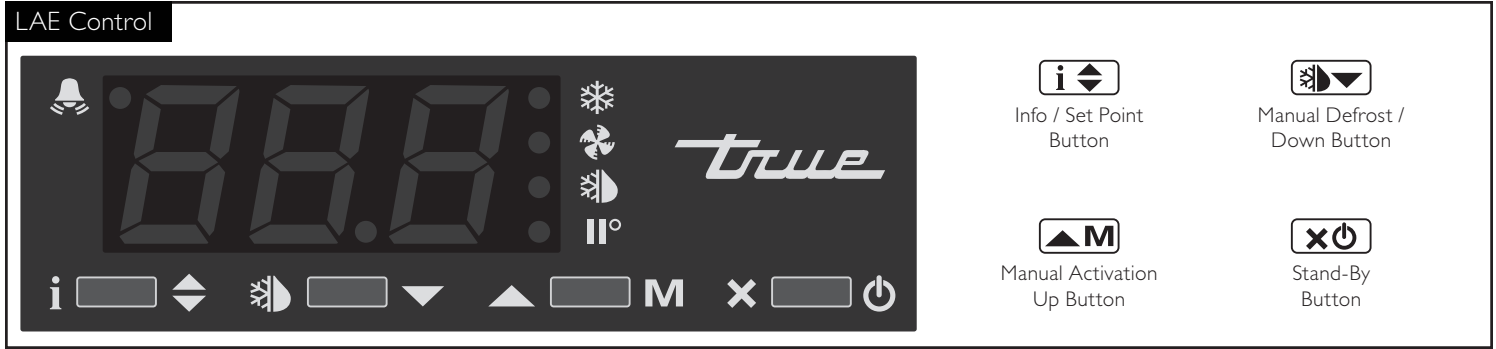 LAE Control
true
i
M
i
Info / Set Point
Button
Manual Defrost /
Down Button
M
Manual Activation
Up Button
Stand-By
Button